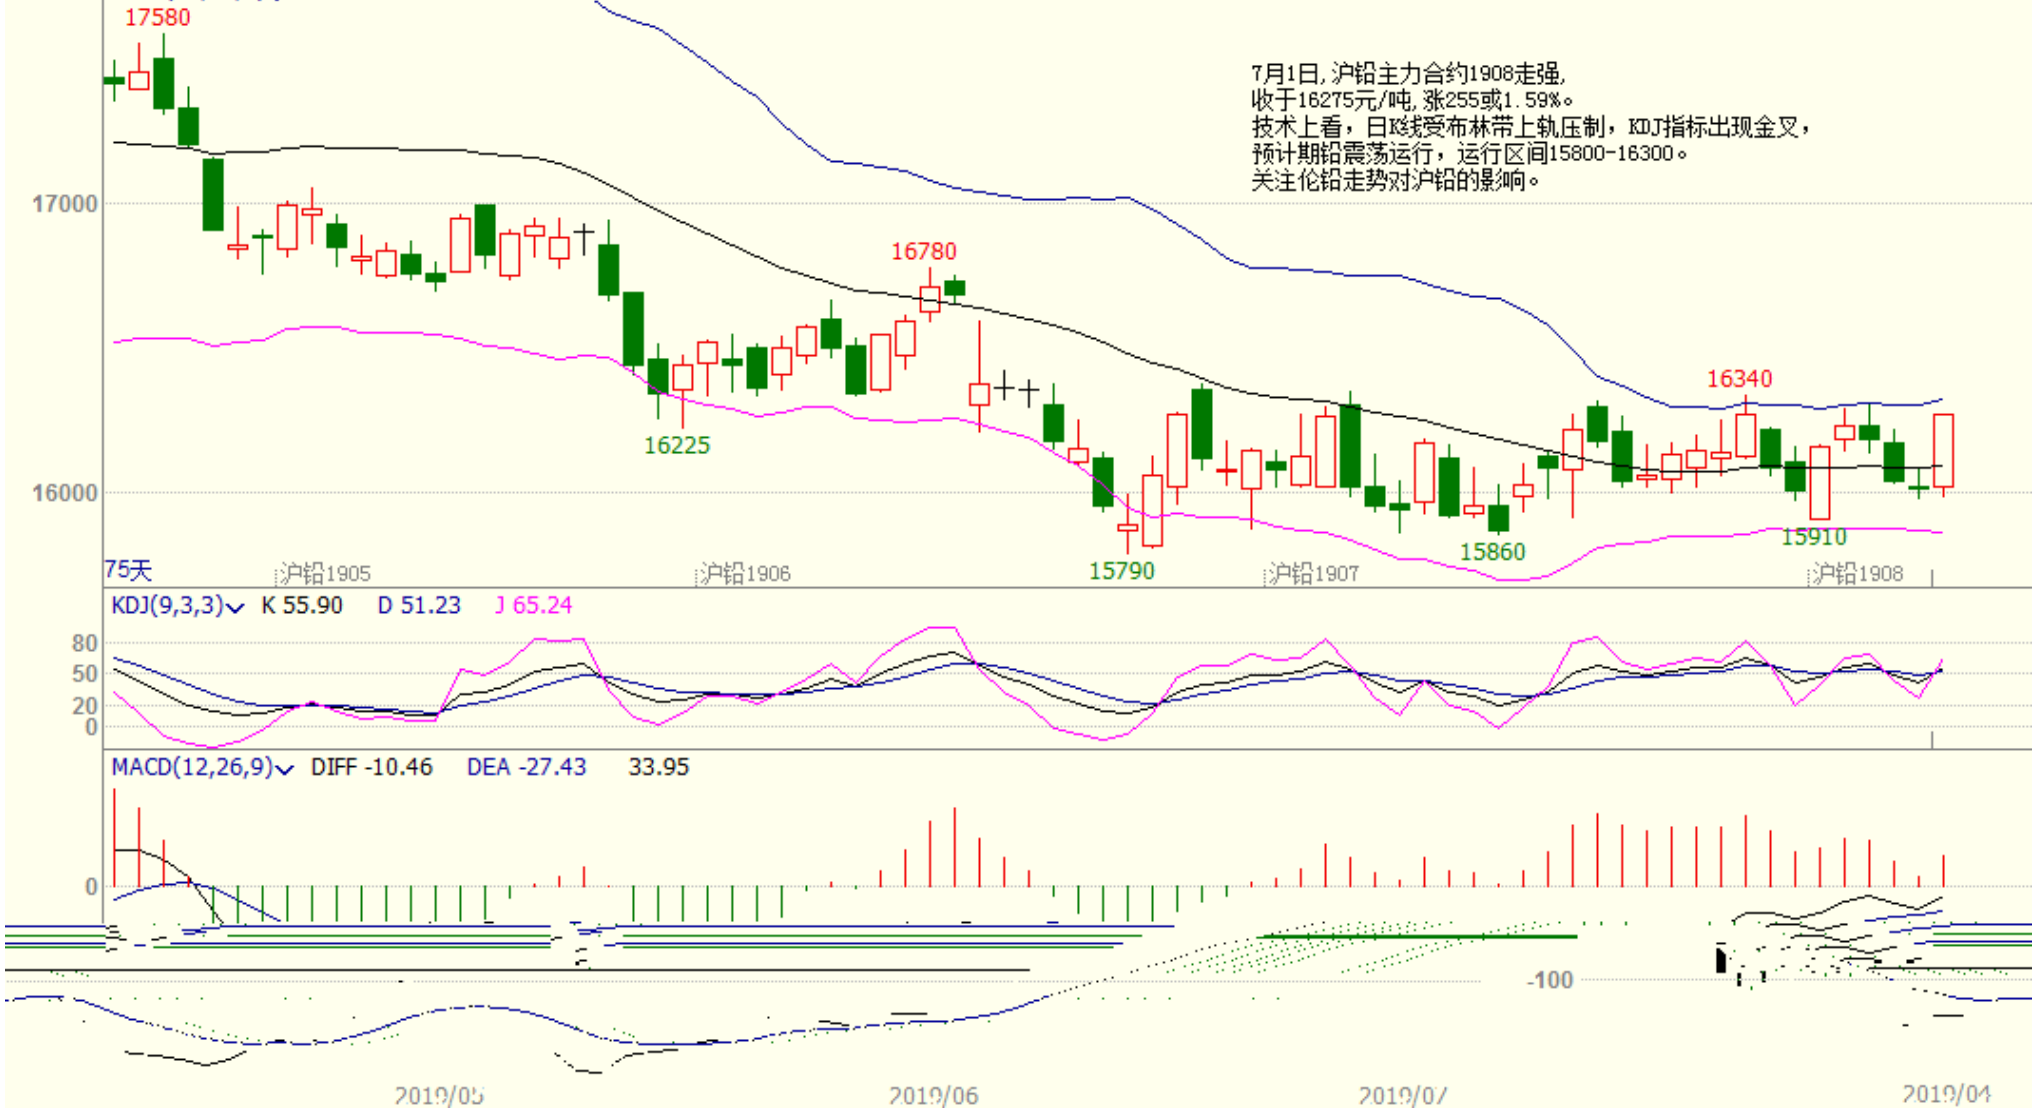 17580
7月1日,沪铅主力合约1908走强,
收于16275元/吨,涨255或1.59%。
技术上看，日K线受布林带上轨压制，KDJ指标出现金叉，
预计期铅震荡运行，运行区间15800-16300。
关注伦铅走势对沪铅的影响。
17000
16780
16340
16225
16000
15910
15860
15790
75天
沪铅1905
沪铅1906
沪铅1907
沪铅1908
KDJ(9,3,3) K 55.90 D 51.23 J 65.24
80
50
20
0
MACD(12,26,9) DIFF -10.46 DEA -27.43 33.95
0
-100
2019/05 2019/06 2019/07 2019/04